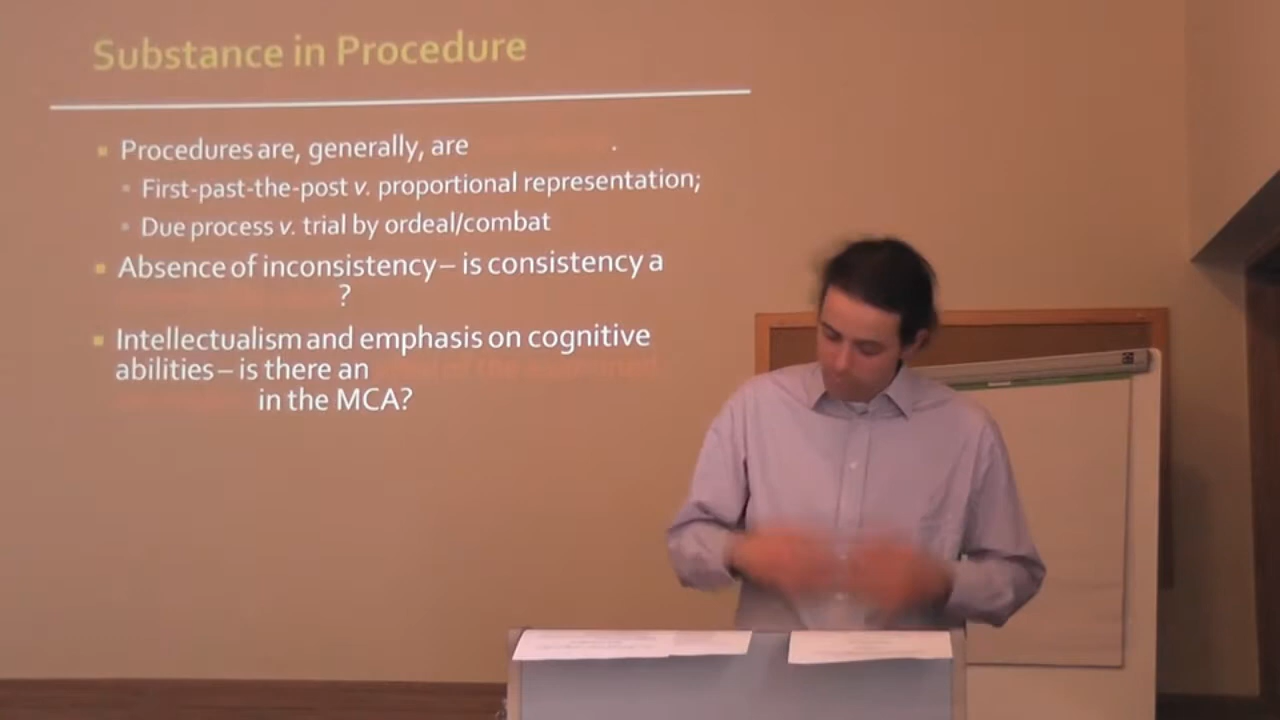 Substance in Procedure
Procedures are, generally, are .
First-past-the-post v. proportional representation;
Due process v. trial by ordeal/combat
Absence of inconsistency – is consistency a
?
Intellectualism and emphasis on cognitive
abilities – is there an
in the MCA?